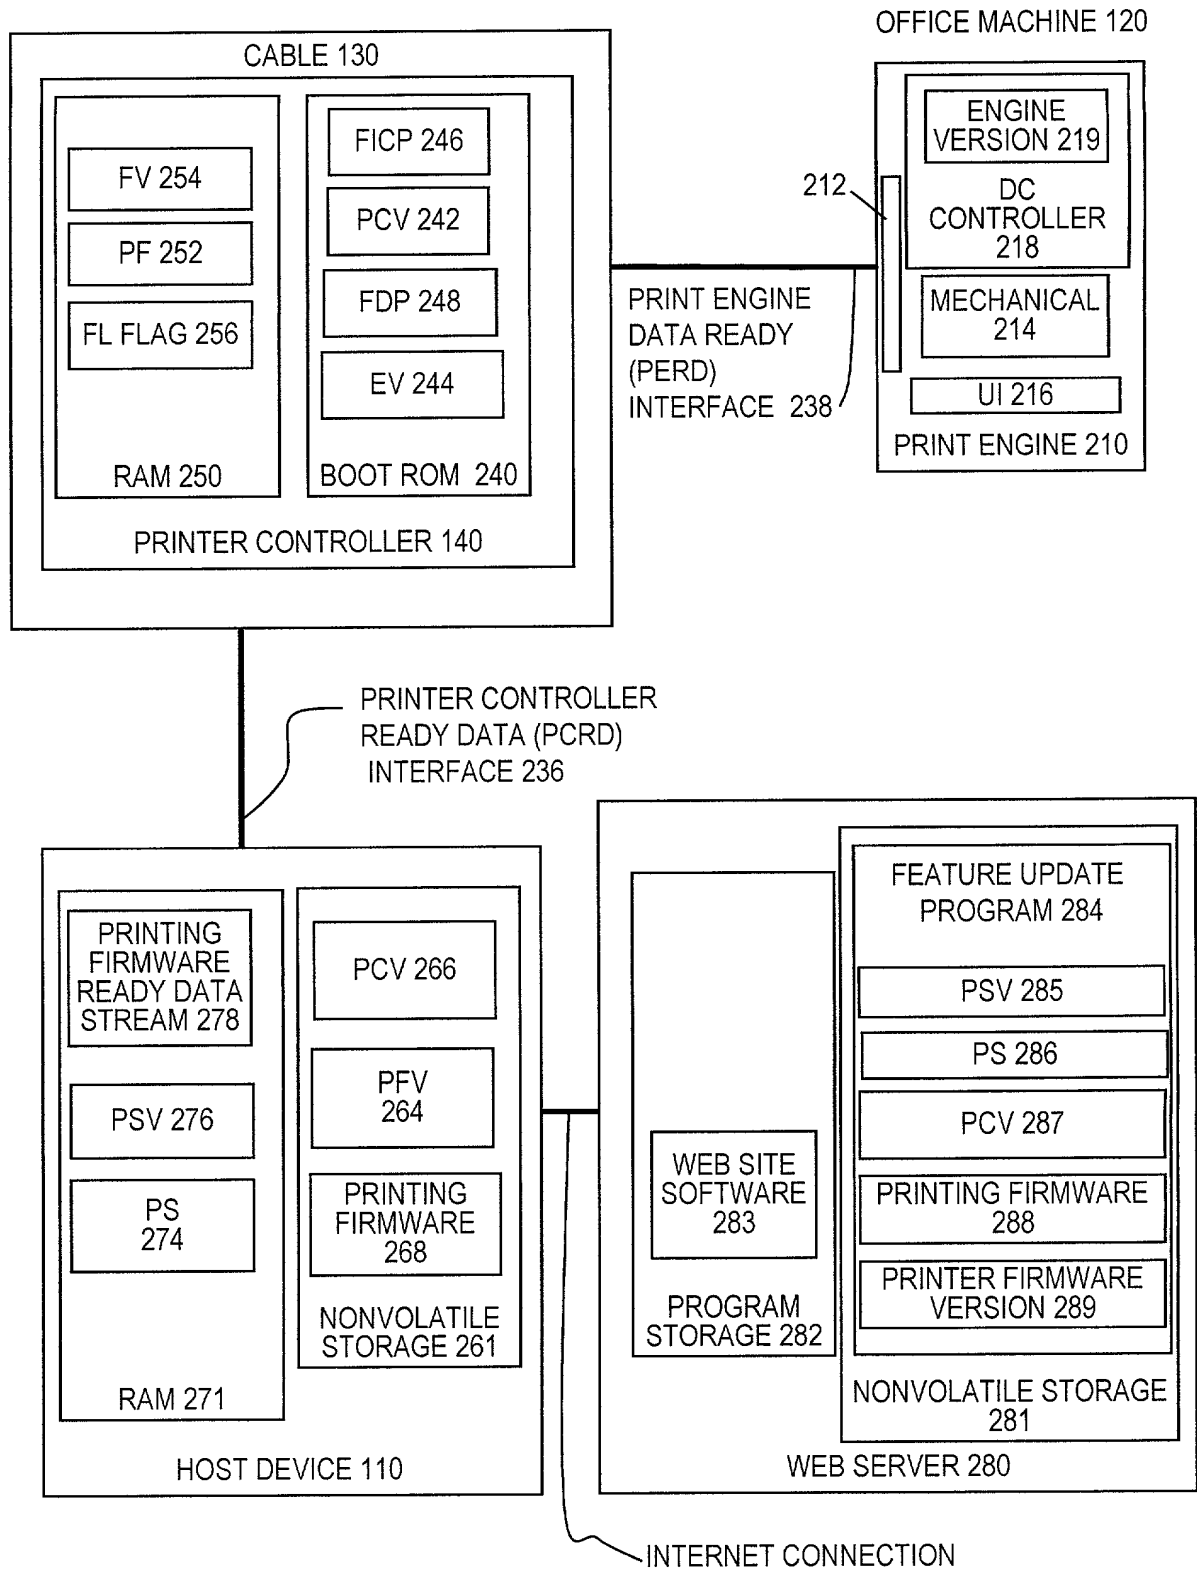 OFFICE MACHINE 120
CABLE 130
FV 254
PF 252
FL FLAG 256
RAM 250
FICP 246
PCV 242
FDP 248
EV 244
BOOT ROM 240
PRINTER CONTROLLER 140
PRINT ENGINE
DATA READY
(PERD)
INTERFACE 238
212
ENGINE
VERSION 219
DC
CONTROLLER
218
MECHANICAL
214
UI 216
PRINT ENGINE 210
PRINTER CONTROLLER
READY DATA (PCRD)
INTERFACE 236
PRINTING
FIRMWARE
READY DATA
STREAM 278
PSV 276
PS
274
RAM 271
PCV 266
PFV
264
PRINTING
FIRMWARE
268
NONVOLATILE
STORAGE 261
HOST DEVICE 110
WEB SITE
SOFTWARE
283
PROGRAM
STORAGE 282
FEATURE UPDATE
PROGRAM 284
PSV 285
PS 286
PCV 287
PRINTING FIRMWARE
288
PRINTER FIRMWARE
VERSION 289
NONVOLATILE STORAGE
281
WEB SERVER 280
INTERNET CONNECTION